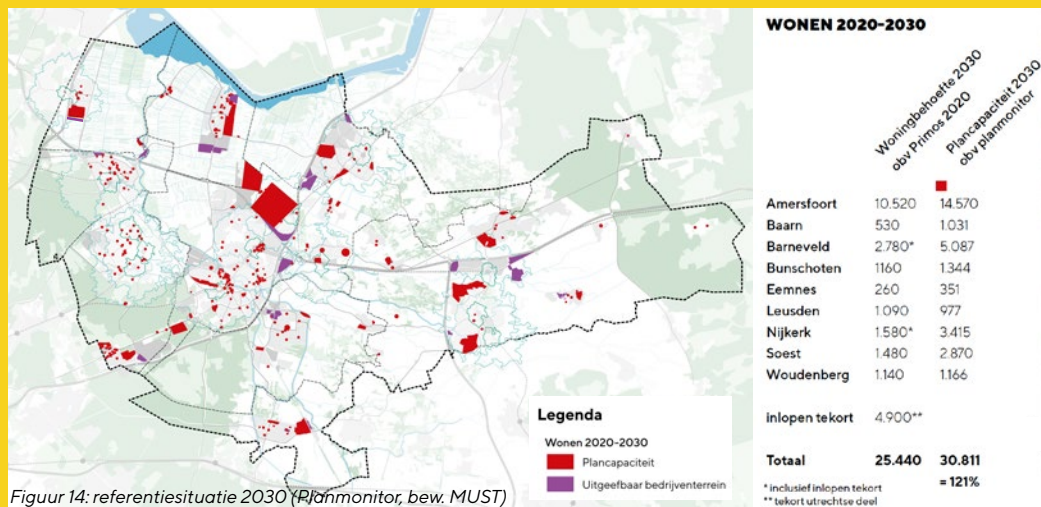 WONEN 2020-2030
Woningbehoefte 2030
obv Primos 2020
Plancapaciteit 2030
obv planmonitor
Amersfoort 10.520 14.570
Baarn 530 1.031
Barneveld 2.780* 5.087
Bunschoten 1160 1.344
Eemnes 260 351
Leusden 1.090 977
Nijkerk 1.580* 3.415
Soest 1.480 2.870
Woudenberg 1.140 1.166
inlopen tekort 4.900**
Totaal 25.440 30.811
= 121%
* inclusief inlopen tekort
** tekort utrechtse deel
Legenda
Wonen 2020-2030
Plancapaciteit
Uitgeefbaar bedrijventerrein
Figuur 14: referentiesituatie 2030 (Planmonitor, bew. MUST)